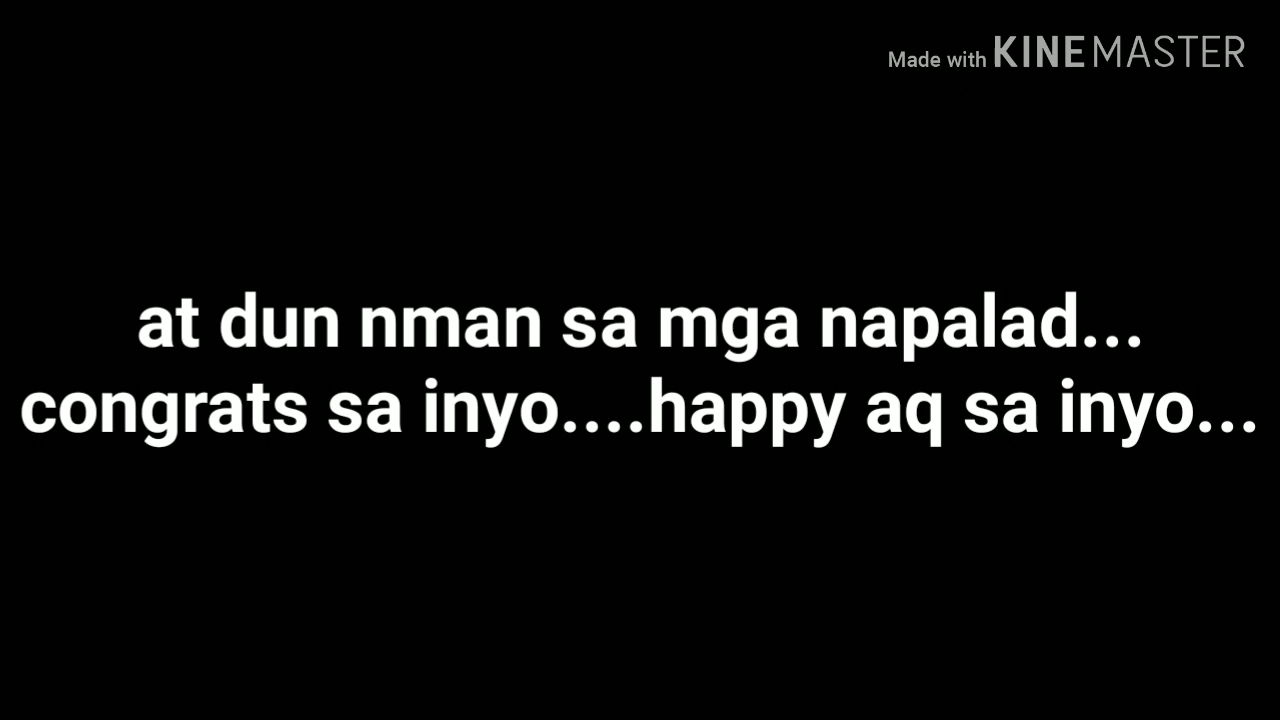 Made with KINEMASTER
at dun nman sa mga napalad...
congrats sa inyo....happy aq sa inyo...